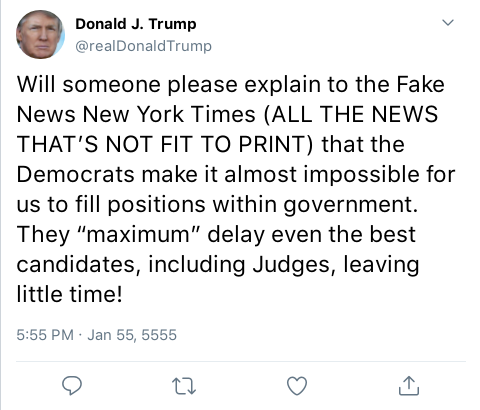 Donald J. Trump
@realDonaldTrump
Will someone please explain to the Fake
News New York Times (ALL THE NEWS
THAT’S NOT FIT TO PRINT) that the
Democrats make it almost impossible for
us to fill positions within government.
They “maximum” delay even the best
candidates, including Judges, leaving
little time!
5:55 PM · Jan 55, 5555